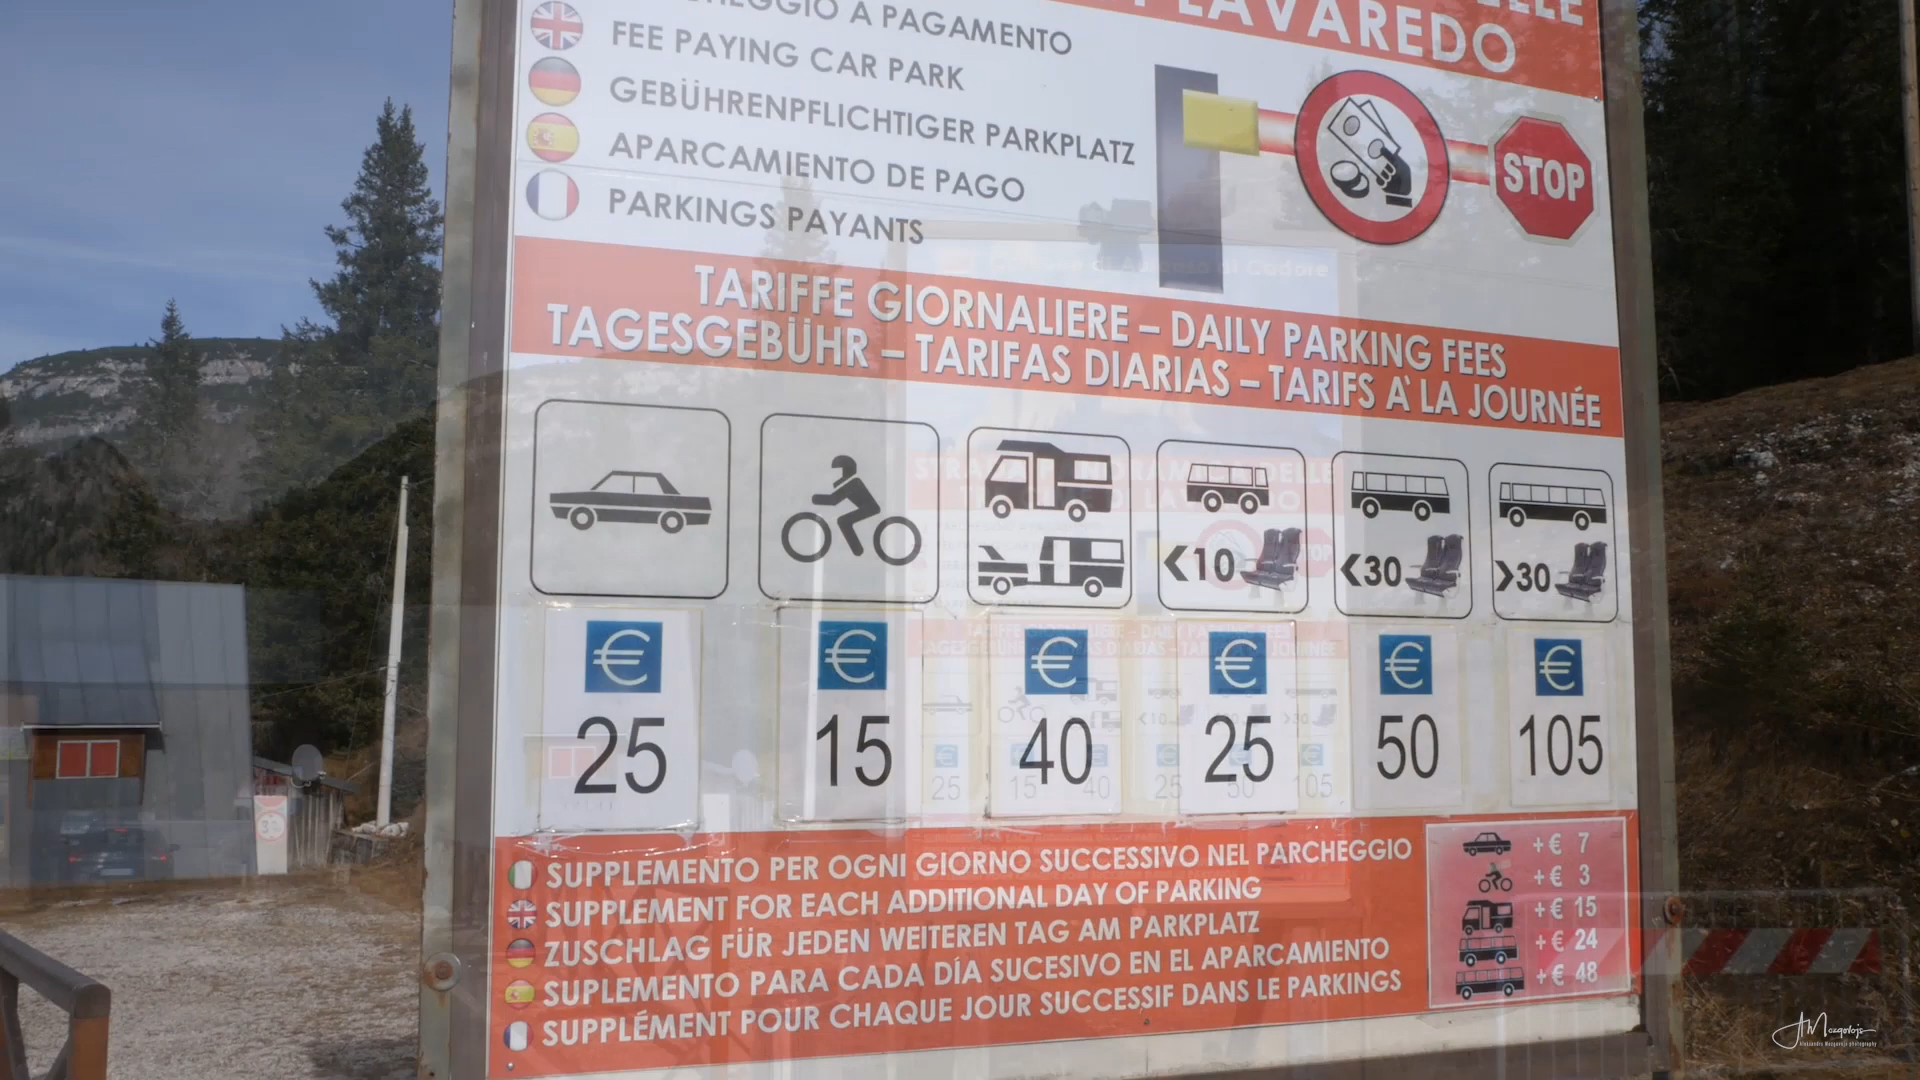 ELLE
LAVAREDO
A PAGAMENTO
FEE PAYING CAR PARK
GEBÜHRENPFLICHTIGER PARKPLATZ
APARCAMIENTO DE PAGO
PARKINGS PAYANTS
STOP
TARIFFE GIORNALIERE – DAILY PARKING FEES
TAGESGEBÜHR – TARIFAS DIARIAS – TARIFS A' LA JOURNÉE
<10 <30 >30
€ € € € € €
25 15 40 25 50 105
SUPPLEMENTO PER OGNI GIORNO SUCCESSIVO NEL PARCHEGGIO
SUPPLEMENT FOR EACH ADDITIONAL DAY OF PARKING
ZUSCHLAG FÜR JEDEN WEITEREN TAG AM PARKPLATZ
SUPLEMENTO PARA CADA DÍA SUCESIVO EN EL APARCAMIENTO
SUPPLÉMENT POUR CHAQUE JOUR SUCCESSIF DANS LE PARKINGS
+€ 7
+€ 3
+€ 15
+€ 24
+€ 48